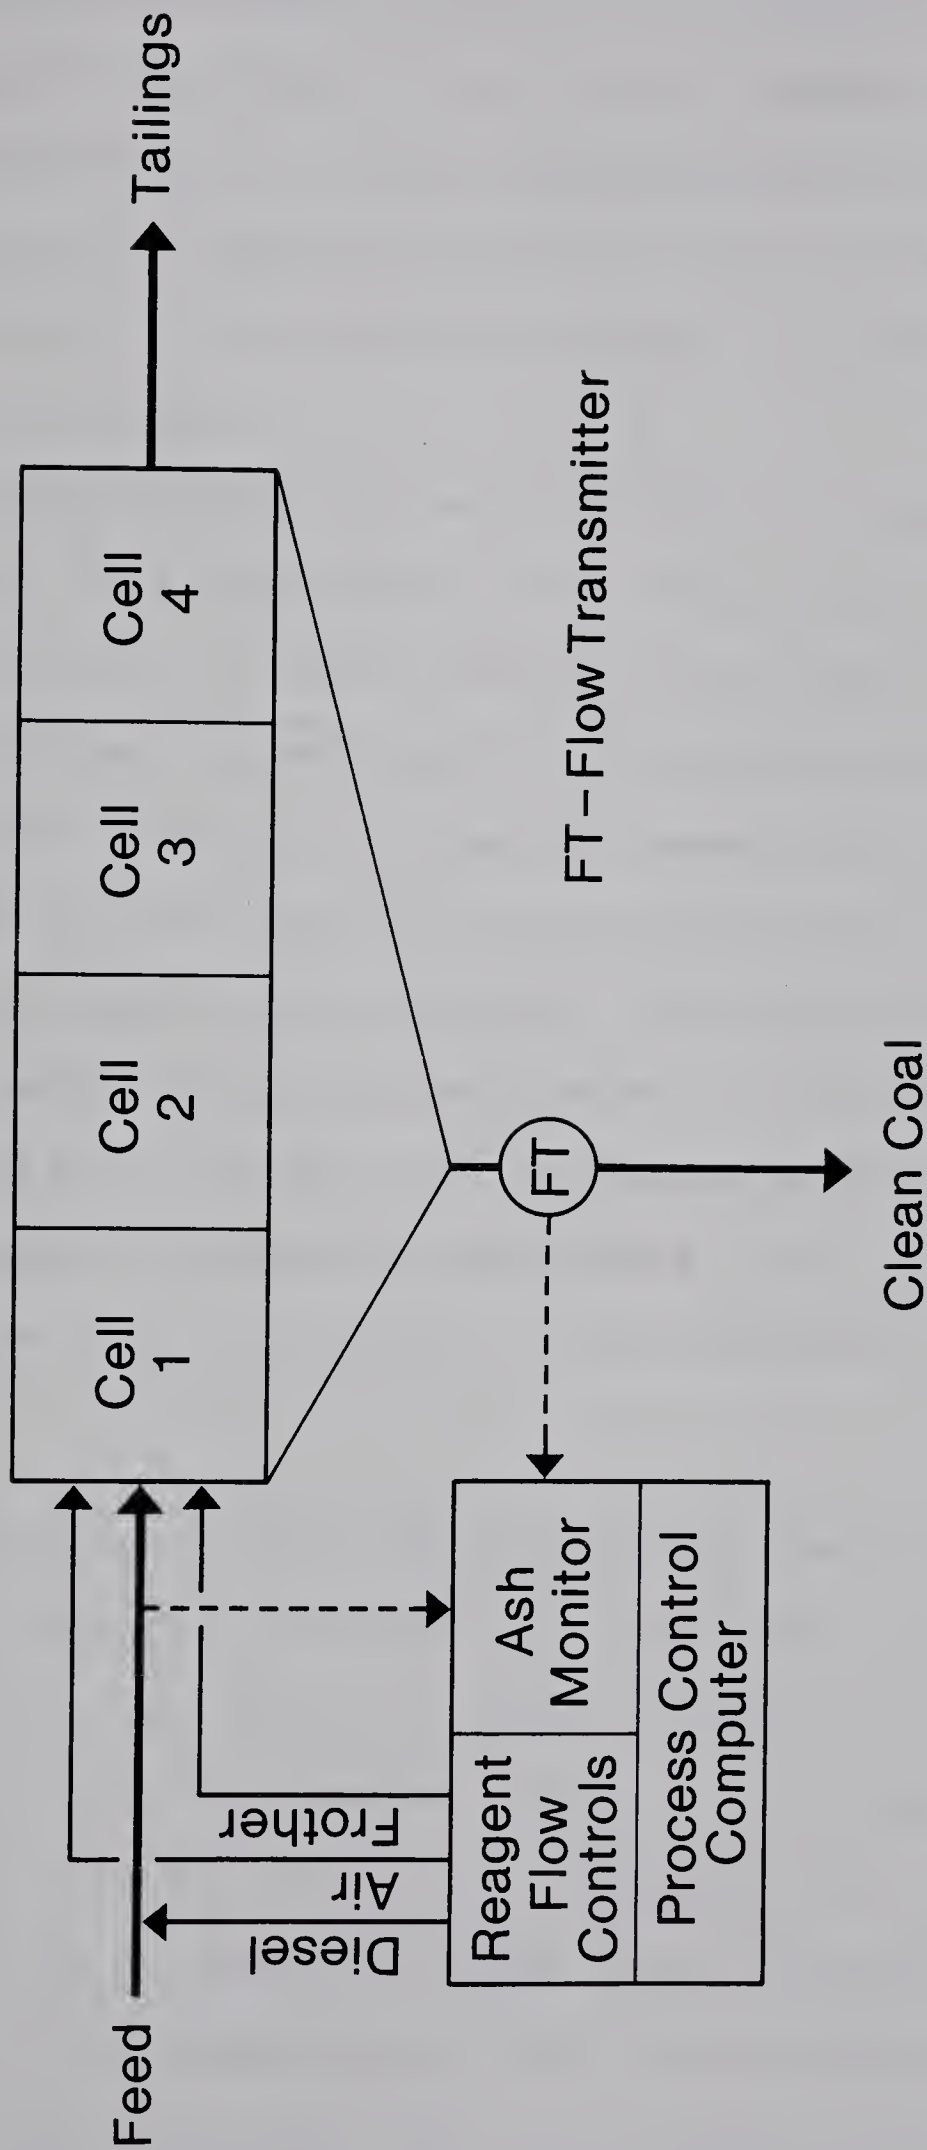 Feed
Diesel
Air
Frother
Cell
1
Cell
2
Cell
3
Cell
4
Tailings
Reagent
Flow
Controls
Ash
Monitor
Process Control
Computer
FT
FT – Flow Transmitter
Clean Coal